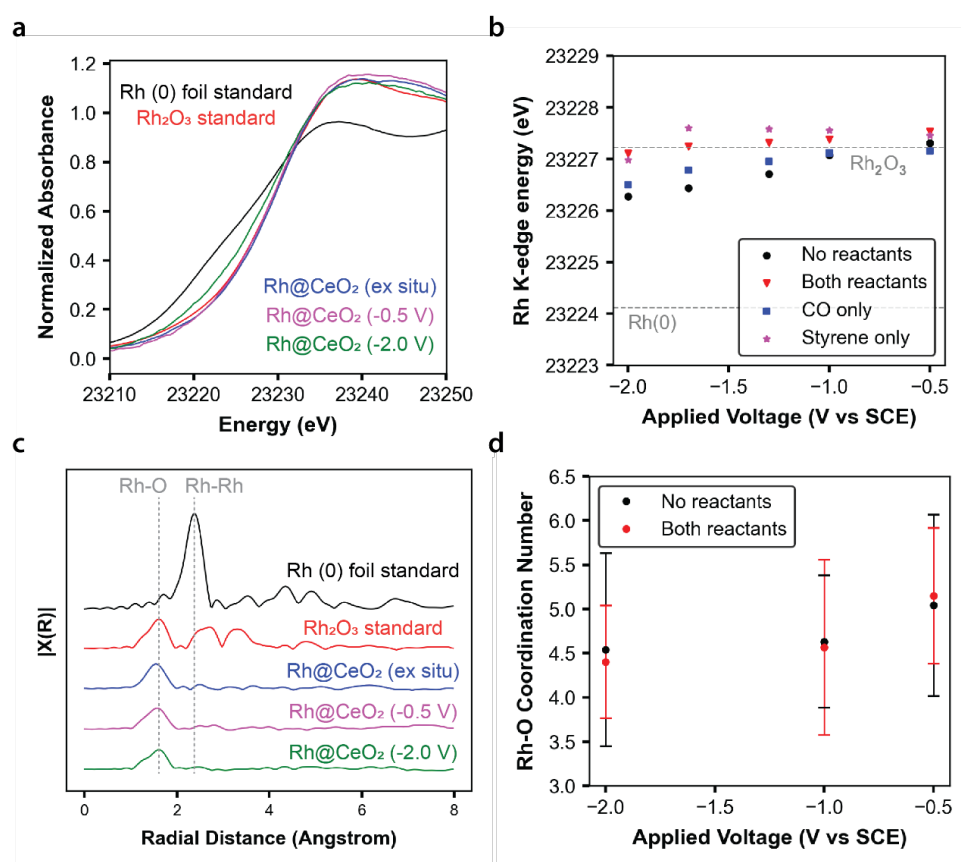 a
Rh (0) foil standard
Rh₂O₃ standard
Rh@CeO₂ (ex situ)
Rh@CeO₂ (-0.5 V)
Rh@CeO₂ (-2.0 V)
Normalized Absorbance
1.2
1.0
0.8
0.6
0.4
0.2
0.0
23210 23220 23230 23240 23250
Energy (eV)
b
Rh K-edge energy (eV)
23229
23228
23227
23226
23225
23224
23223
Rh₂O₃
Rh(0)
No reactants
Both reactants
CO only
Styrene only
−2.0 −1.5 −1.0 −0.5
Applied Voltage (V vs SCE)
c
Rh-O Rh-Rh
Rh (0) foil standard
Rh₂O₃ standard
Rh@CeO₂ (ex situ)
Rh@CeO₂ (-0.5 V)
Rh@CeO₂ (-2.0 V)
|X(R)|
0 2 4 6 8
Radial Distance (Angstrom)
d
Rh-O Coordination Number
6.5
6.0
5.5
5.0
4.5
4.0
3.5
3.0
No reactants
Both reactants
−2.0 −1.5 −1.0 −0.5
Applied Voltage (V vs SCE)